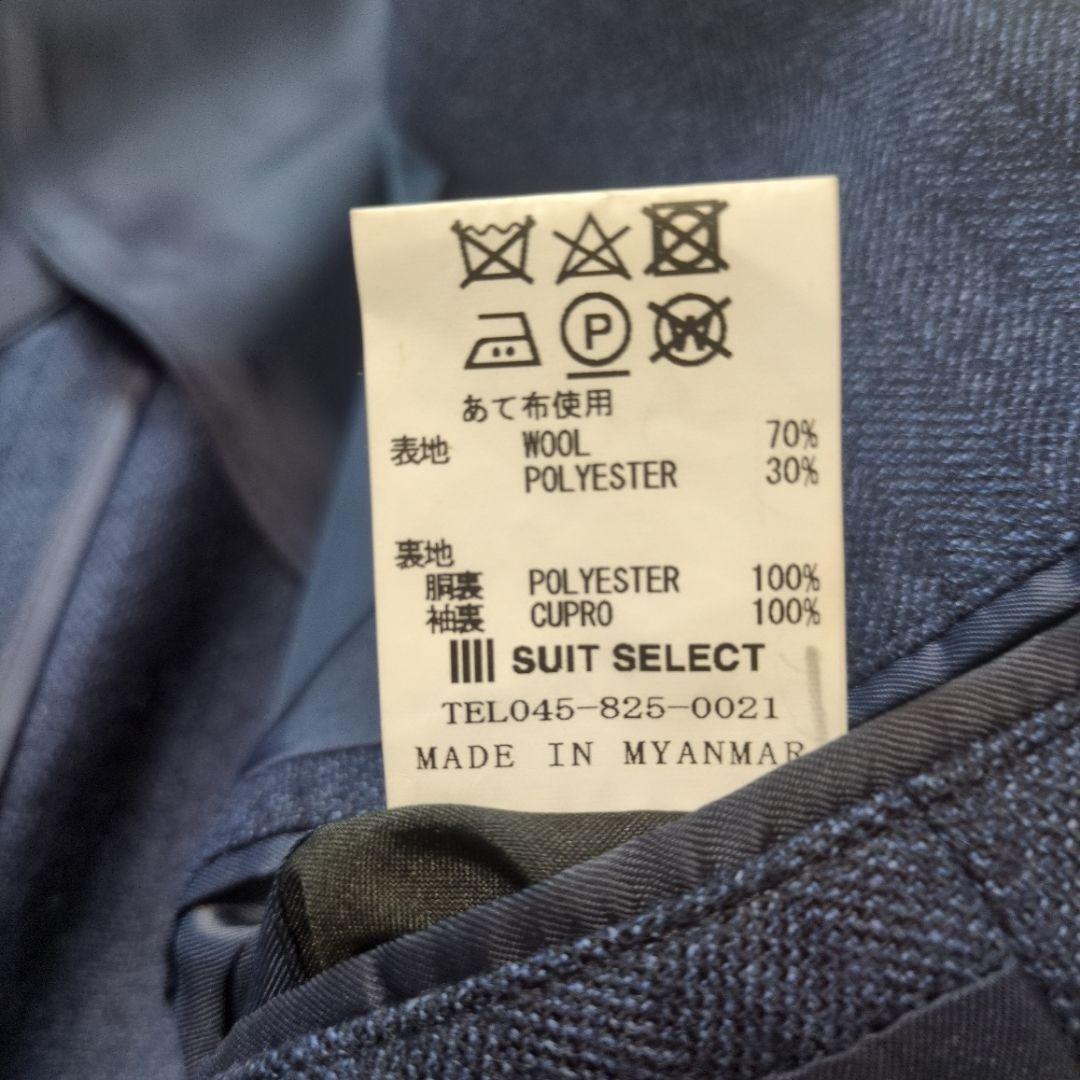 P W
あて布使用
表地 WOOL 70%
POLYESTER 30%
裏地
胴裏 POLYESTER 100%
袖裏 CUPRO 100%
SUIT SELECT
TEL045-825-0021
MADE IN MYANMAR